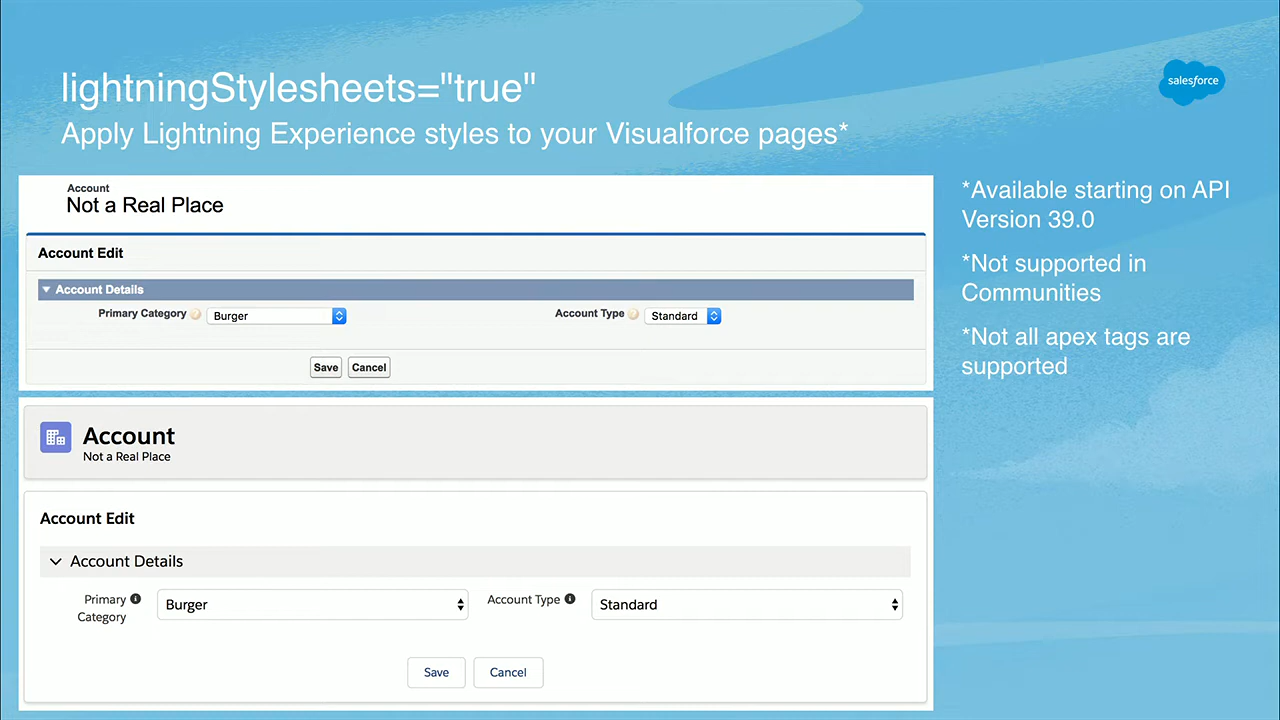 lightningStylesheets="true"
salesforce
Apply Lightning Experience styles to your Visualforce pages*
Account
Not a Real Place
Account Edit
Account Details
Primary Category Burger Account Type Standard
Save Cancel
Account
Not a Real Place
Account Edit
Account Details
Primary Category Burger Account Type Standard
Save Cancel
*Available starting on API
Version 39.0
*Not supported in
Communities
*Not all apex tags are
supported